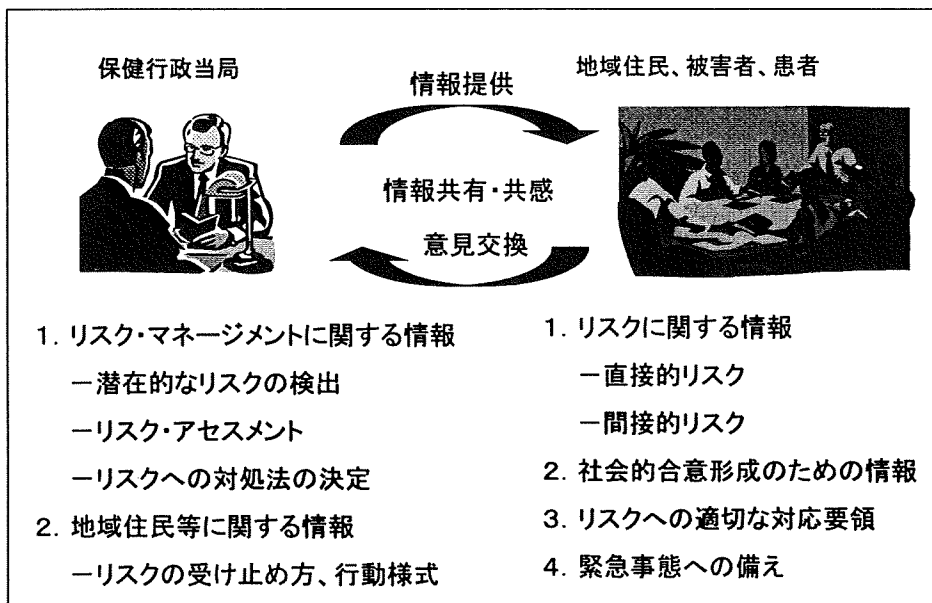 保健行政当局
地域住民、被害者、患者
情報提供
情報共有・共感
意見交換
1. リスク・マネージメントに関する情報
－潜在的なリスクの検出
－リスク・アセスメント
－リスクへの対処法の決定
2. 地域住民等に関する情報
－リスクの受け止め方、行動様式
1. リスクに関する情報
－直接的リスク
－間接的リスク
2. 社会的合意形成のための情報
3. リスクへの適切な対応要領
4. 緊急事態への備え